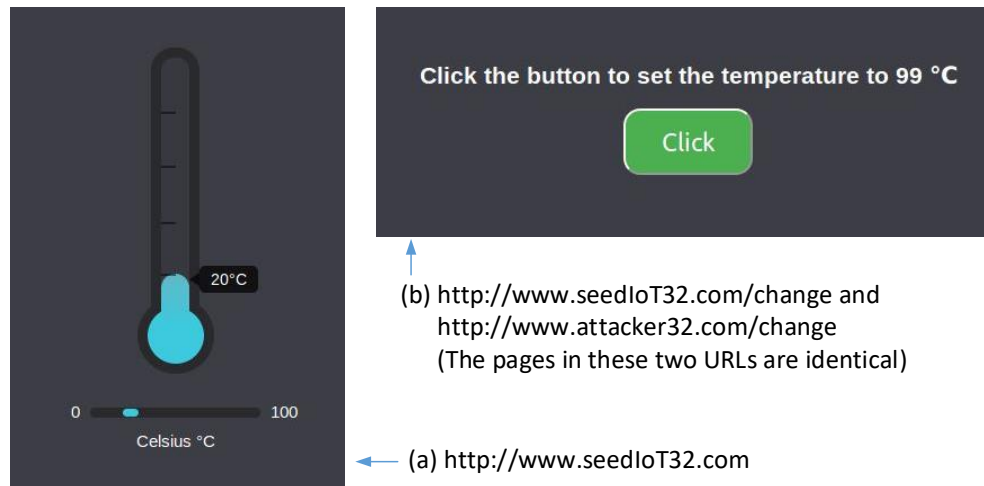 20°C
0 100
Celsius °C
Click the button to set the temperature to 99 °C
Click
(b) http://www.seedIoT32.com/change and
http://www.attacker32.com/change
(The pages in these two URLs are identical)
(a) http://www.seedIoT32.com